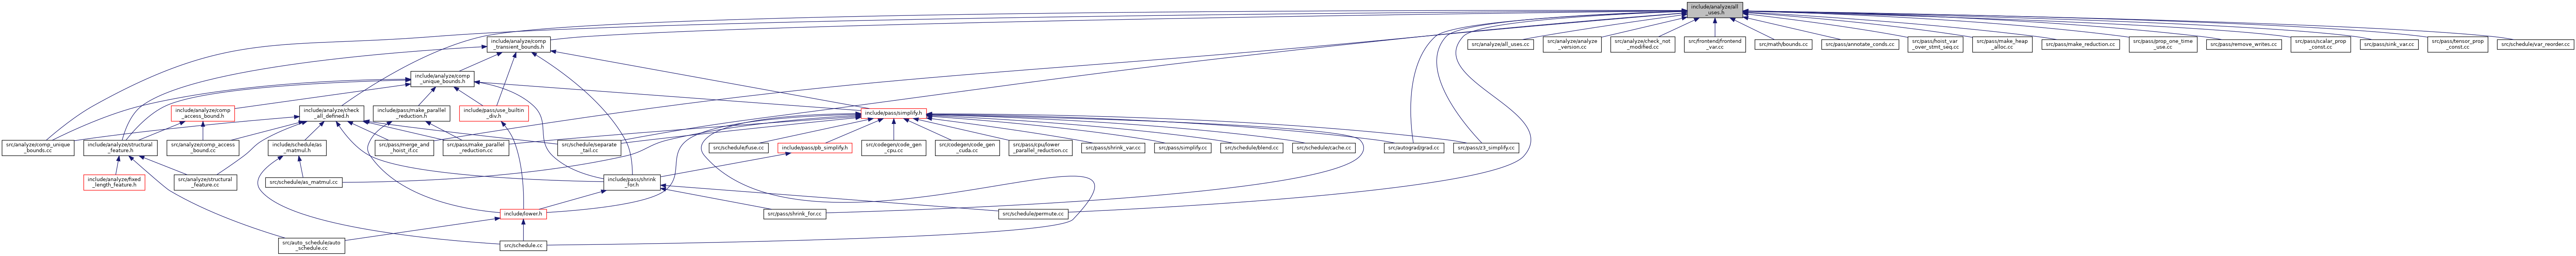 include/analyze/all
_uses.h
include/analyze/comp
_transient_bounds.h
src/analyze/all_uses.cc
src/analyze/analyze
_version.cc
src/analyze/check_not
_modified.cc
src/frontend/frontend
_var.cc
src/math/bounds.cc
src/pass/annotate_conds.cc
src/pass/hoist_var
_over_stmt_seq.cc
src/pass/make_heap
_alloc.cc
src/pass/make_reduction.cc
src/pass/prop_one_time
_use.cc
src/pass/remove_writes.cc
src/pass/scalar_prop
_const.cc
src/pass/sink_var.cc
src/pass/tensor_prop
_const.cc
src/schedule/var_reorder.cc
include/analyze/comp
_unique_bounds.h
include/analyze/comp
_access_bound.h
include/analyze/check
_all_defined.h
include/pass/make_parallel
_reduction.h
include/pass/use_builtin
_div.h
include/pass/simplify.h
src/analyze/comp_unique
_bounds.cc
include/analyze/structural
_feature.h
src/analyze/comp_access
_bound.cc
include/schedule/as
_matmul.h
src/pass/merge_and
_hoist_if.cc
src/pass/make_parallel
_reduction.cc
src/schedule/separate
_tail.cc
src/schedule/fuse.cc
include/pass/pb_simplify.h
src/codegen/code_gen
_cpu.cc
src/codegen/code_gen
_cuda.cc
src/pass/cpu/lower
_parallel_reduction.cc
src/pass/shrink_var.cc
src/pass/simplify.cc
src/schedule/blend.cc
src/schedule/cache.cc
src/autograd/grad.cc
src/pass/z3_simplify.cc
include/analyze/fixed
_length_feature.h
src/analyze/structural
_feature.cc
src/schedule/as_matmul.cc
include/pass/shrink
_for.h
include/lower.h
src/pass/shrink_for.cc
src/schedule/permute.cc
src/auto_schedule/auto
_schedule.cc
src/schedule.cc